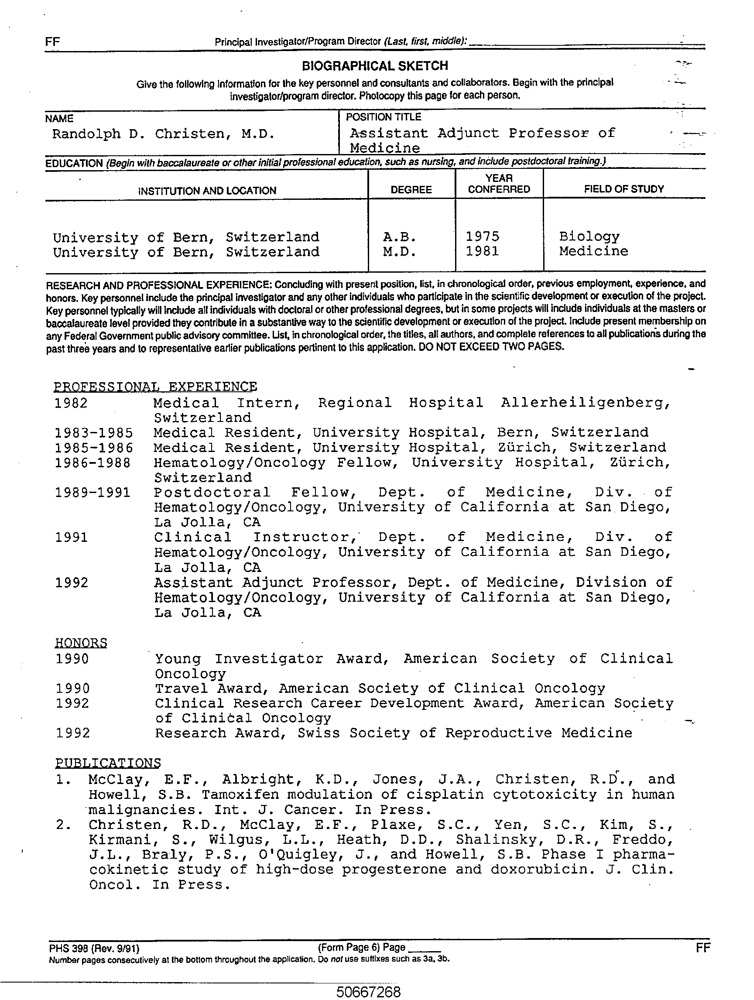 FF Principal Investigator/Program Director (Last, first, middle):
BIOGRAPHICAL SKETCH
Give the following information for the key personnel and consultants and collaborators. Begin with the principal
investigator/program director. Photocopy this page for each person.
NAME POSITION TITLE
Randolph D. Christen, M.D. Assistant Adjunct Professor of
Medicine
EDUCATION (Begin with baccalaureate or other initial professional education, such as nursing, and include postdoctoral training.)
INSTITUTION AND LOCATION DEGREE YEAR CONFERRED FIELD OF STUDY
University of Bern, Switzerland A.B. 1975 Biology
University of Bern, Switzerland M.D. 1981 Medicine
RESEARCH AND PROFESSIONAL EXPERIENCE: Concluding with present position, list, in chronological order, previous employment, experience, and
honors. Key personnel include the principal investigator and any other individuals who participate in the scientific development or execution of the project.
Key personnel typically will include all individuals with doctoral or other professional degrees, but in some projects will include individuals at the masters or
baccalaureate level provided they contribute in a substantive way to the scientific development or execution of the project. Include present membership on
any Federal Government public advisory committee. List, in chronological order, the titles, all authors, and complete references to all publications during the
past three years and to representative earlier publications pertinent to this application. DO NOT EXCEED TWO PAGES.
PROFESSIONAL EXPERIENCE
1982 Medical Intern, Regional Hospital Allerheiligenberg,
Switzerland
1983-1985 Medical Resident, University Hospital, Bern, Switzerland
1985-1986 Medical Resident, University Hospital, Zürich, Switzerland
1986-1988 Hematology/Oncology Fellow, University Hospital, Zürich,
Switzerland
1989-1991 Postdoctoral Fellow, Dept. of Medicine, Div. of
Hematology/Oncology, University of California at San Diego,
La Jolla, CA
1991 Clinical Instructor, Dept. of Medicine, Div. of
Hematology/Oncology, University of California at San Diego,
La Jolla, CA
1992 Assistant Adjunct Professor, Dept. of Medicine, Division of
Hematology/Oncology, University of California at San Diego,
La Jolla, CA
HONORS
1990 Young Investigator Award, American Society of Clinical
Oncology
1990 Travel Award, American Society of Clinical Oncology
1992 Clinical Research Career Development Award, American Society
of Clinical Oncology
1992 Research Award, Swiss Society of Reproductive Medicine
PUBLICATIONS
1. McClay, E.F., Albright, K.D., Jones, J.A., Christen, R.D., and
Howell, S.B. Tamoxifen modulation of cisplatin cytotoxicity in human
malignancies. Int. J. Cancer. In Press.
2. Christen, R.D., McClay, E.F., Plaxe, S.C., Yen, S.C., Kim, S.,
Kirmani, S., Wilgus, L.L., Heath, D.D., Shalinsky, D.R., Freddo,
J.L., Braly, P.S., O'Quigley, J., and Howell, S.B. Phase I pharma-
cokinetic study of high-dose progesterone and doxorubicin. J. Clin.
Oncol. In Press.
PHS 398 (Rev. 9/91) (Form Page 6) Page FF
Number pages consecutively at the bottom throughout the application. Do not use suffixes such as 3a, 3b.
50667268